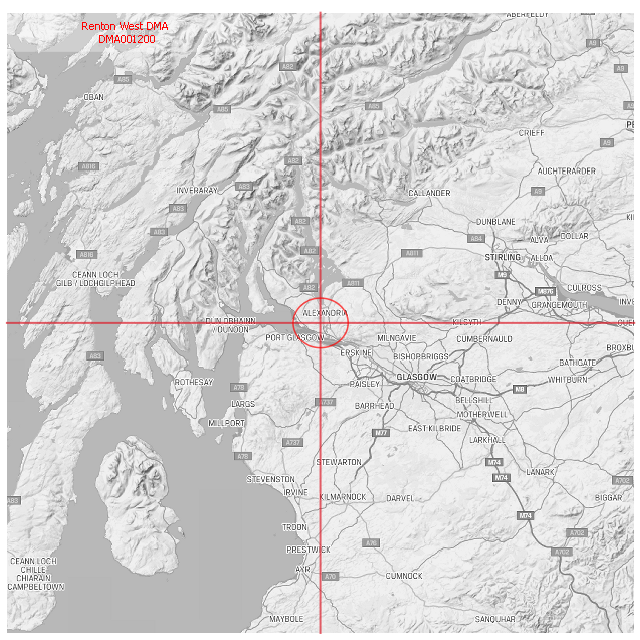 ABERFELDY
Renton West DMA
DMA001200
A9
A82
A9
A85
OBAN
A85
A85
CRIEFF
A9
A82
A816
AUCHTERARDER
A83
INVERARAY
A9
CALLANDER
A83
A82
DUNBLANE
A83
A84
ALVA
DOLLAR
A82
A816
A811
STIRLING
ALLOA
CEANN LOCH
GILB / LOCHGILPHEAD
M9
A82
A811
CULROSS
M876
DENNY
GRANGEMOUTH
ALEXANDRIA
DUN OMHAIN
/ DUNOON
KILSYTH
PORT GLASGOW
MILNGAVIE
CUMBERNAULD
ERSKINE
BISHOPBRIGGS
A83
BATHGATE
GLASGOW
COATBRIDGE
WHITBURN
ROTHESAY
PAISLEY
A78
M8
LARGS
A737
BARRHEAD
BELLSHILL
MOTHERWELL
MILLPORT
EAST KILBRIDE
M77
A737
LARKHALL
A78
STEWARTON
M74
LANARK
STEVENSTON
M74
A702
IRVINE
KILMARNOCK
DARVEL
BIGGAR
A83
M74
TROON
A702
A76
PRESTWICK
A702
CEANN LOCH
CHILLE
CHIARAIN
CAMPBELTOWN
AYR
A70
CUMNOCK
MAYBOLE
SANQUHAR